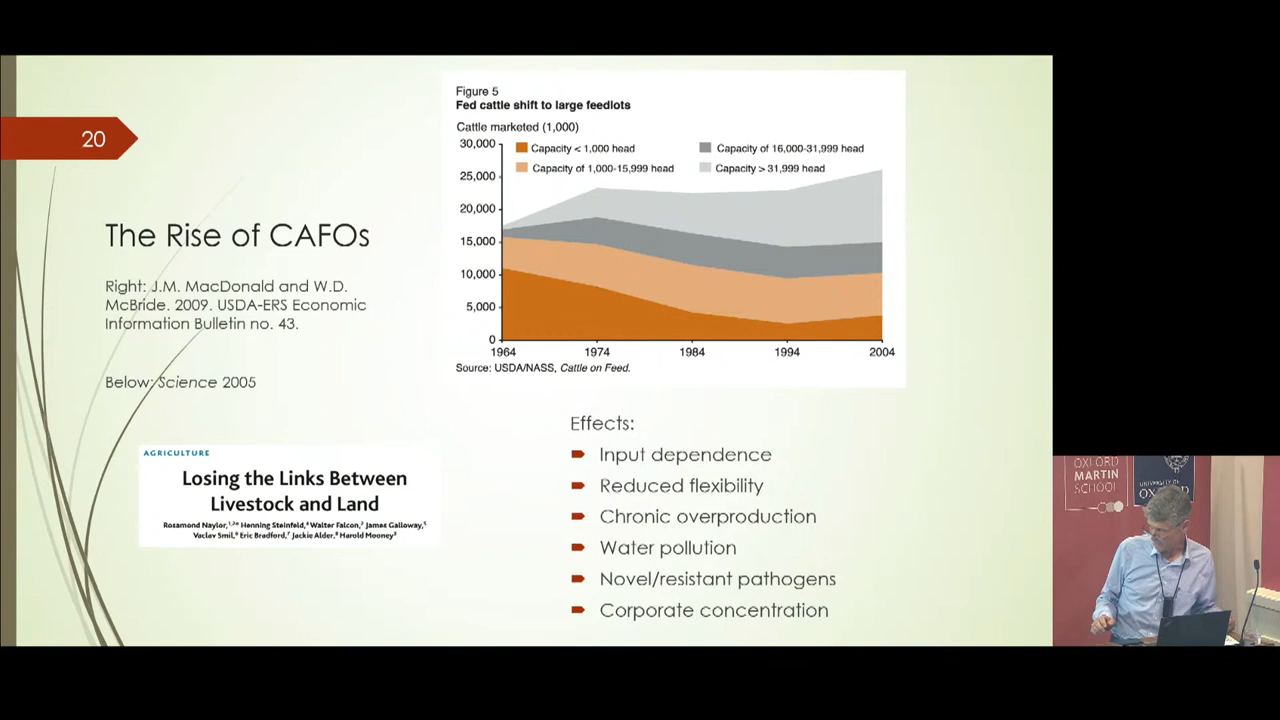 20
The Rise of CAFOs
Right: J.M. MacDonald and W.D.
McBride. 2009. USDA-ERS Economic
Information Bulletin no. 43.
Below: Science 2005
AGRICULTURE
Losing the Links Between
Livestock and Land
Rosamond Naylor,1,2* Henning Steinfeld,4 Walter Falcon,2 James Galloway,5
Vaclav Smil,6 Eric Bradford,7 Jackie Alder,8 Harold Mooney3
Figure 5
Fed cattle shift to large feedlots
Cattle marketed (1,000)
30,000
25,000
20,000
15,000
10,000
5,000
0
Capacity < 1,000 head
Capacity of 16,000-31,999 head
Capacity of 1,000-15,999 head
Capacity > 31,999 head
1964 1974 1984 1994 2004
Source: USDA/NASS, Cattle on Feed.
Effects:
Input dependence
Reduced flexibility
Chronic overproduction
Water pollution
Novel/resistant pathogens
Corporate concentration
OXFORD
MARTIN
SCHOOL
UNIVERSITY OF